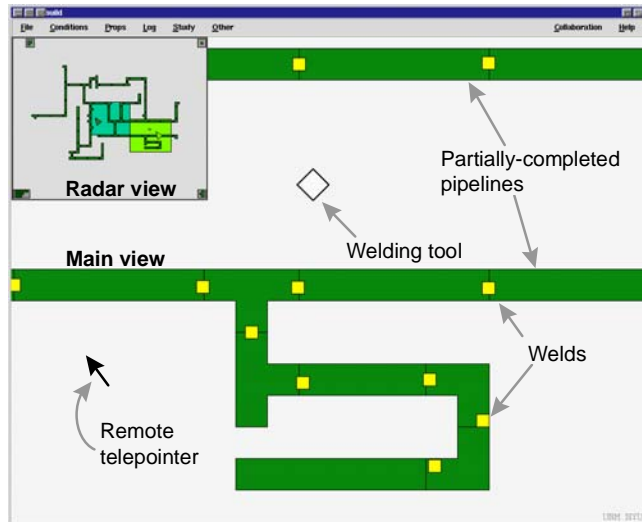 build
File Conditions Props Log Study Other Collaboration Help
Radar view
Partially-completed
pipelines
Welding tool
Main view
Welds
Remote
telepointer